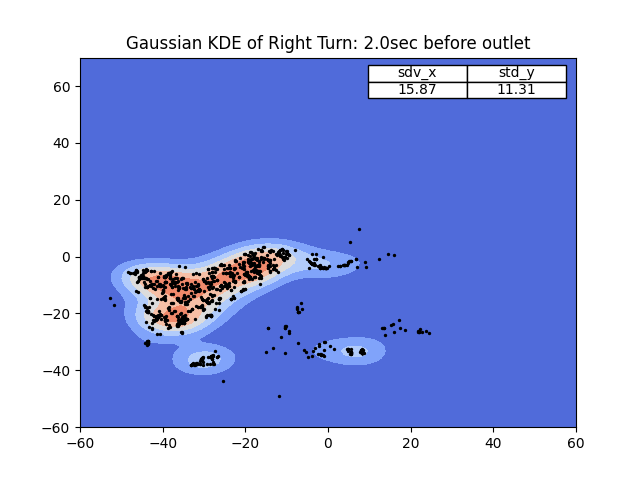 Gaussian KDE of Right Turn: 2.0sec before outlet
sdv_x std_y
15.87 11.31
60
40
20
0
−20
−40
−60
−60 −40 −20 0 20 40 60